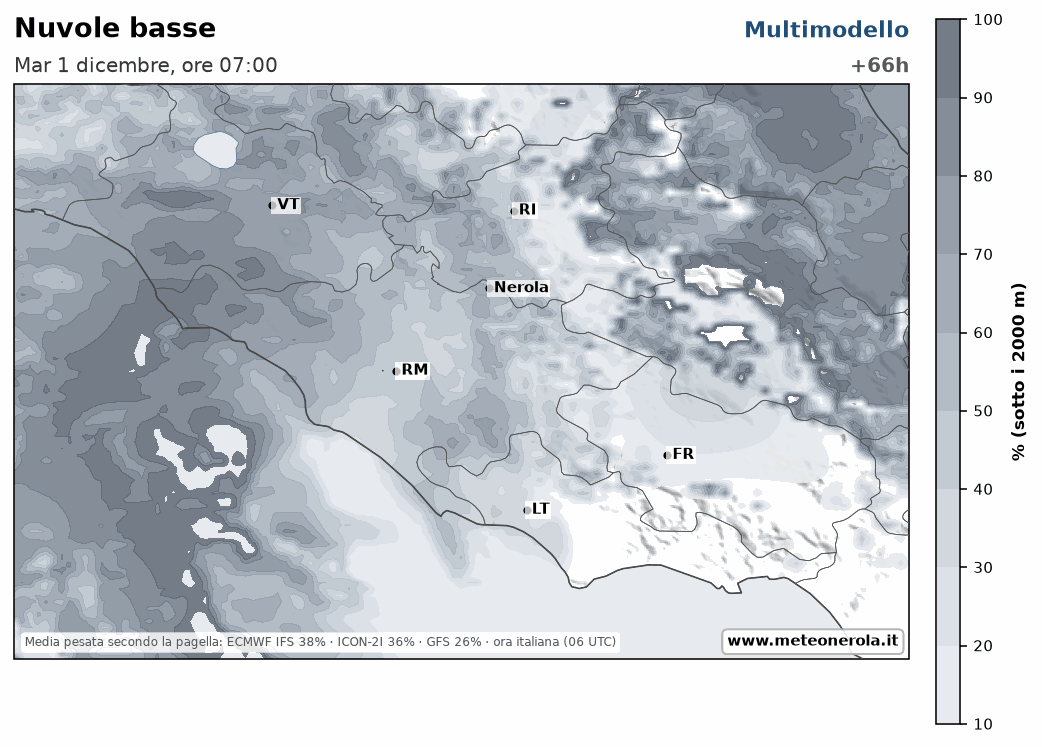 Nuvole basse
Multimodello
Mar 1 dicembre, ore 07:00
+66h
VT
RI
Nerola
RM
FR
LT
Media pesata secondo la pagella: ECMWF IFS 38% · ICON-2I 36% · GFS 26% · ora italiana (06 UTC)
www.meteonerola.it
100
90
80
70
60
50
40
30
20
10
% (sotto i 2000 m)